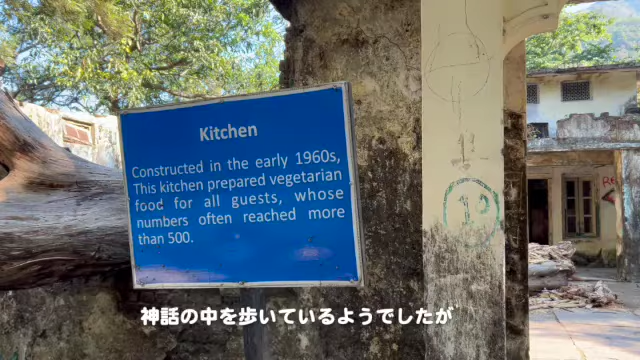 Kitchen
Constructed in the early 1960s,
This kitchen prepared vegetarian
food for all guests, whose
numbers often reached more
than 500.
神話の中を歩いているようでしたが